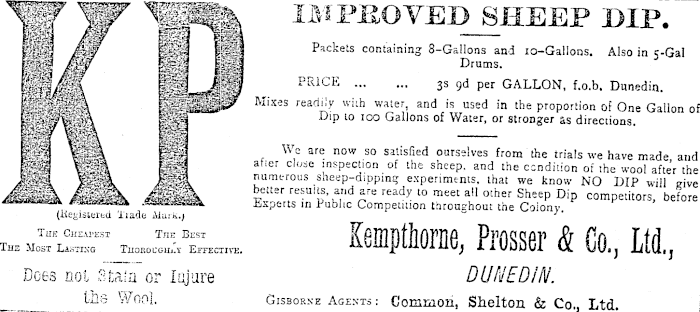 KP
(Registered Trade Mark.)
THE CHEAPEST THE BEST
THE MOST LASTING THOROUGHLY EFFECTIVE.
Does not Stain or Injure
the Wool.
IMPROVED SHEEP DIP.
Packets containing 8-Gallons and 10-Gallons. Also in 5-Gal
Drums.
PRICE ... ... 3s 9d per GALLON, f.o.b. Dunedin.
Mixes readily with water, and is used in the proportion of One Gallon of
Dip to 100 Gallons of Water, or stronger as directions.
We are now so satisfied ourselves from the trials we have made, and
after close inspection of the sheep, and the condition of the wool after the
numerous sheep-dipping experiments, that we know NO DIP will give
better results, and are ready to meet all other Sheep Dip competitors, before
Experts in Public Competition throughout the Colony.
Kempthorne, Prosser & Co., Ltd.,
DUNEDIN.
GISBORNE AGENTS: Common, Shelton & Co., Ltd.